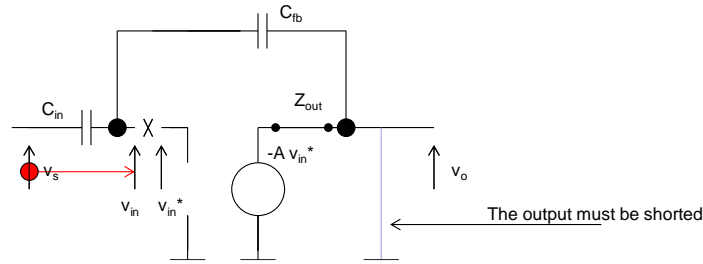 C_fb
C_in
X
Z_out
v_s
-A v_in*
v_o
v_in
v_in*
The output must be shorted